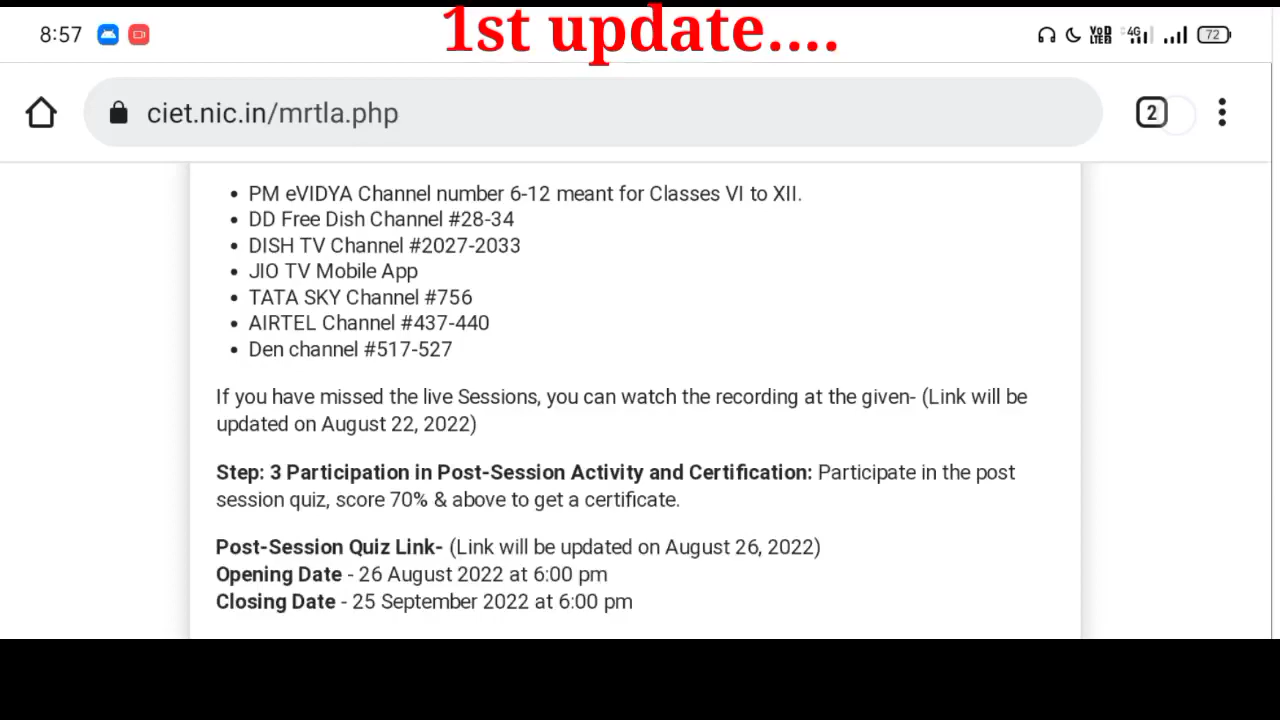 1st update....
8:57
VoD LTE2 4G 72
ciet.nic.in/mrtla.php
2
• PM eVIDYA Channel number 6-12 meant for Classes VI to XII.
• DD Free Dish Channel #28-34
• DISH TV Channel #2027-2033
• JIO TV Mobile App
• TATA SKY Channel #756
• AIRTEL Channel #437-440
• Den channel #517-527
If you have missed the live Sessions, you can watch the recording at the given- (Link will be
updated on August 22, 2022)
Step: 3 Participation in Post-Session Activity and Certification: Participate in the post
session quiz, score 70% & above to get a certificate.
Post-Session Quiz Link- (Link will be updated on August 26, 2022)
Opening Date - 26 August 2022 at 6:00 pm
Closing Date - 25 September 2022 at 6:00 pm